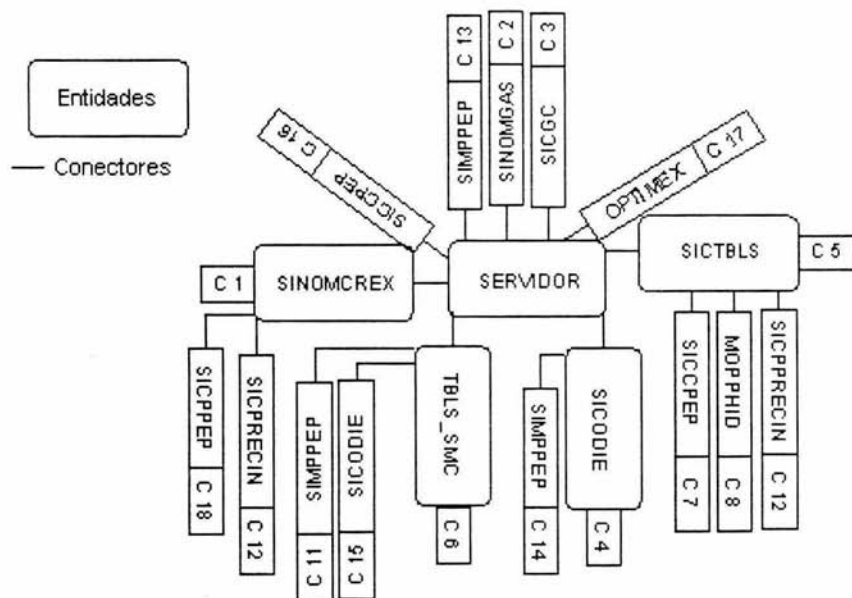 Entidades
Conectores
C 16
SICCPEP
C 13
SIMPPEP
C 2
SINOMGAS
C 3
SICGC
OPTIMEX
C 17
C 1
SINOMCREX
SERVIDOR
SICTBLS
C 5
SICPPEP
C 18
SICPRECIN
C 12
SIMPPEP
C 11
SICODIE
C 15
TBLS_SMC
C 6
SIMPPEP
C 14
SICODIE
C 4
SICCPEP
C 7
MOPPHID
C 8
SICPPRECIN
C 12